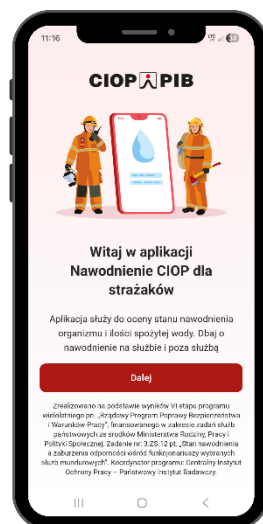 11:16
CIOP PIB
Witaj w aplikacji
Nawodnienie CIOP dla
strażaków
Aplikacja służy do oceny stanu nawodnienia
organizmu i ilości spożytej wody. Dbaj o
nawodnienie na służbie i poza służbą
Dalej
Zrealizowano na podstawie wyników VI etapu programu
wieloletniego pn. „Rządowy Program Poprawy Bezpieczeństwa
i Warunków Pracy”, finansowanego w zakresie zadań służb
państwowych ze środków Ministerstwa Rodziny, Pracy i
Polityki Społecznej. Zadanie nr: 3.ZS.12 pt. „Stan nawodnienia
a zaburzenia odporności wśród funkcjonariuszy wybranych
służb mundurowych”. Koordynator programu: Centralny Instytut
Ochrony Pracy – Państwowy Instytut Badawczy.